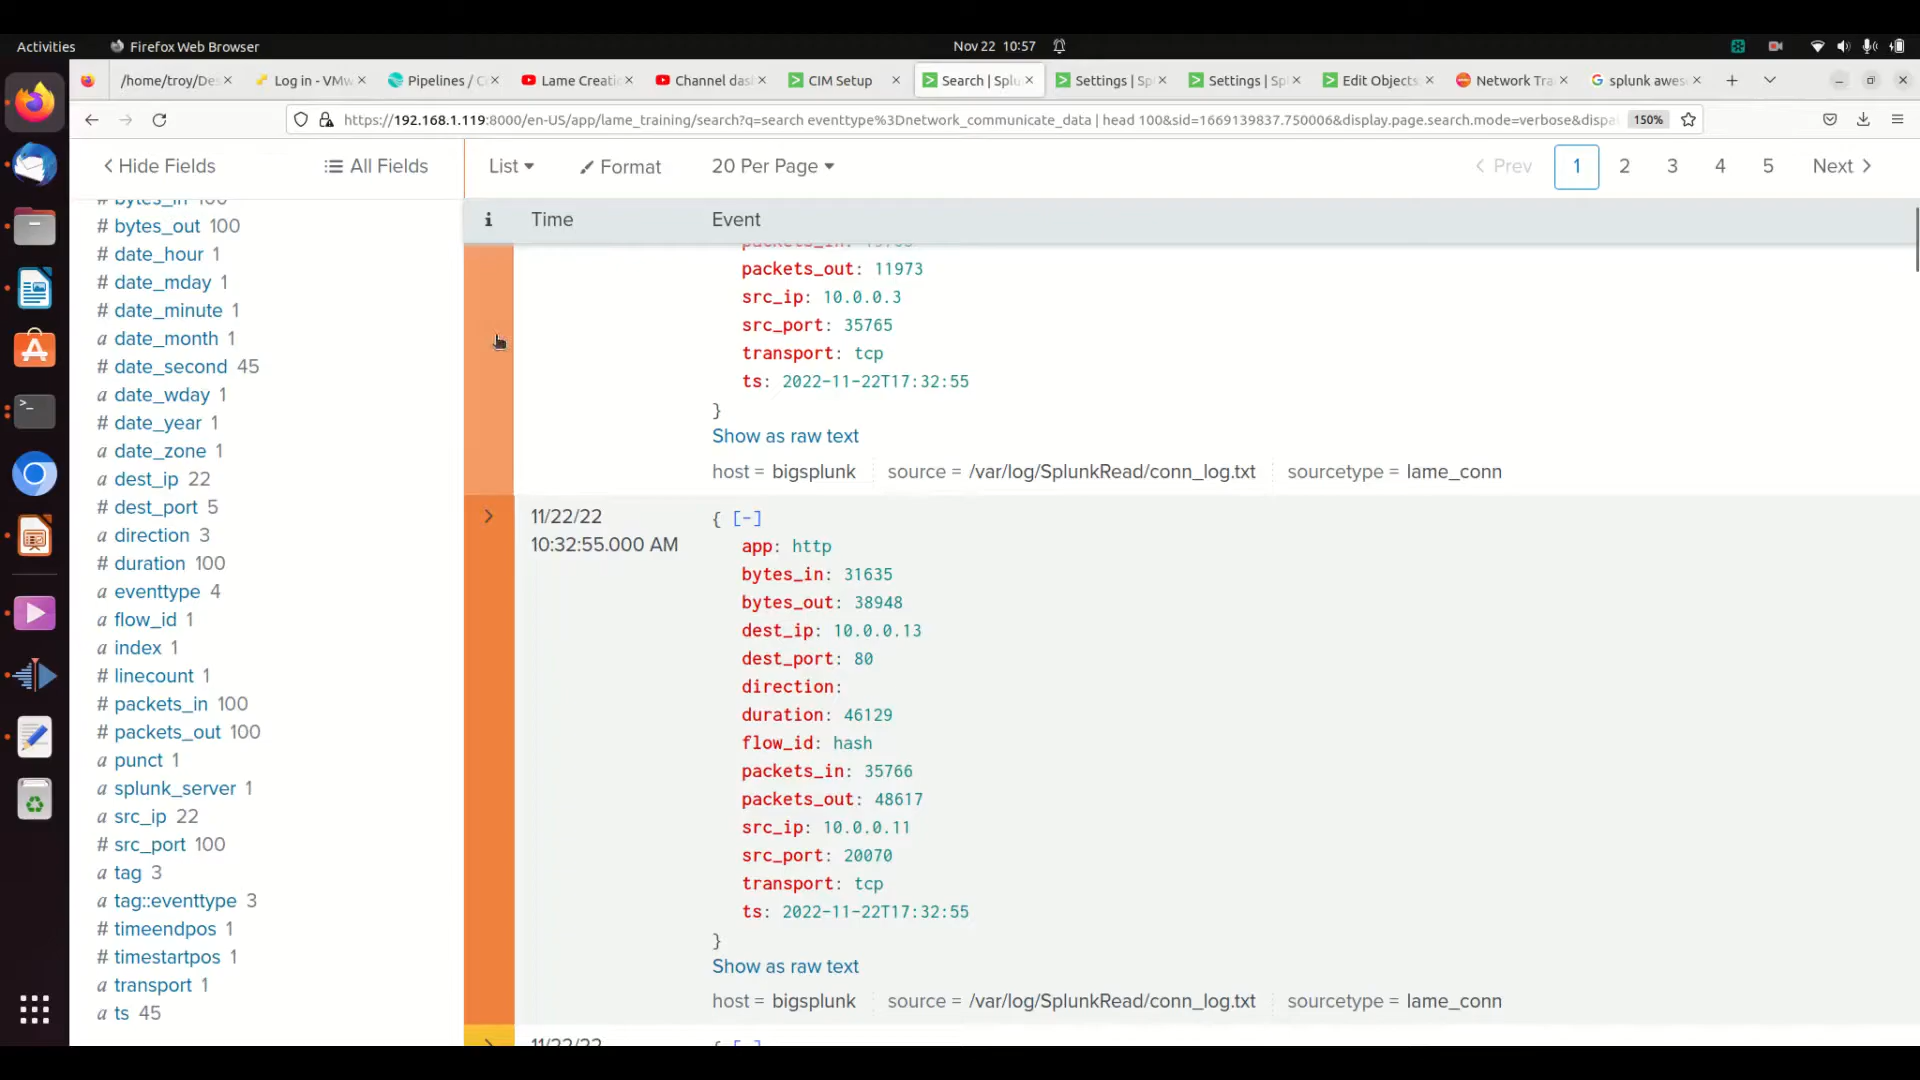 Activities Firefox Web Browser Nov 22 10:57
/home/troy/Des Log in - VMw Pipelines / Co Lame Creatio Channel das CIM Setup Search | Splu Settings | Sp Settings | Spl Edit Objects Network Tra splunk awes
https://192.168.1.119:8000/en-US/app/lame_training/search?q=search eventtype%3Dnetwork_communicate_data | head 100&sid=1669139837.750006&display.page.search.mode=verbose&dispa 150%
Hide Fields All Fields List Format 20 Per Page Prev 1 2 3 4 5 Next
i Time Event
# bytes_in 100
# bytes_out 100
# date_hour 1
# date_mday 1
# date_minute 1
a date_month 1
# date_second 45
a date_wday 1
# date_year 1
a date_zone 1
a dest_ip 22
# dest_port 5
a direction 3
# duration 100
a eventtype 4
a flow_id 1
a index 1
# linecount 1
# packets_in 100
# packets_out 100
a punct 1
a splunk_server 1
a src_ip 22
# src_port 100
a tag 3
a tag::eventtype 3
# timeendpos 1
# timestartpos 1
a transport 1
a ts 45
packets_out: 11973
src_ip: 10.0.0.3
src_port: 35765
transport: tcp
ts: 2022-11-22T17:32:55
}
Show as raw text
host = bigsplunk source = /var/log/SplunkRead/conn_log.txt sourcetype = lame_conn
11/22/22
10:32:55.000 AM
{ [-]
app: http
bytes_in: 31635
bytes_out: 38948
dest_ip: 10.0.0.13
dest_port: 80
direction:
duration: 46129
flow_id: hash
packets_in: 35766
packets_out: 48617
src_ip: 10.0.0.11
src_port: 20070
transport: tcp
ts: 2022-11-22T17:32:55
}
Show as raw text
host = bigsplunk source = /var/log/SplunkRead/conn_log.txt sourcetype = lame_conn
11/22/22